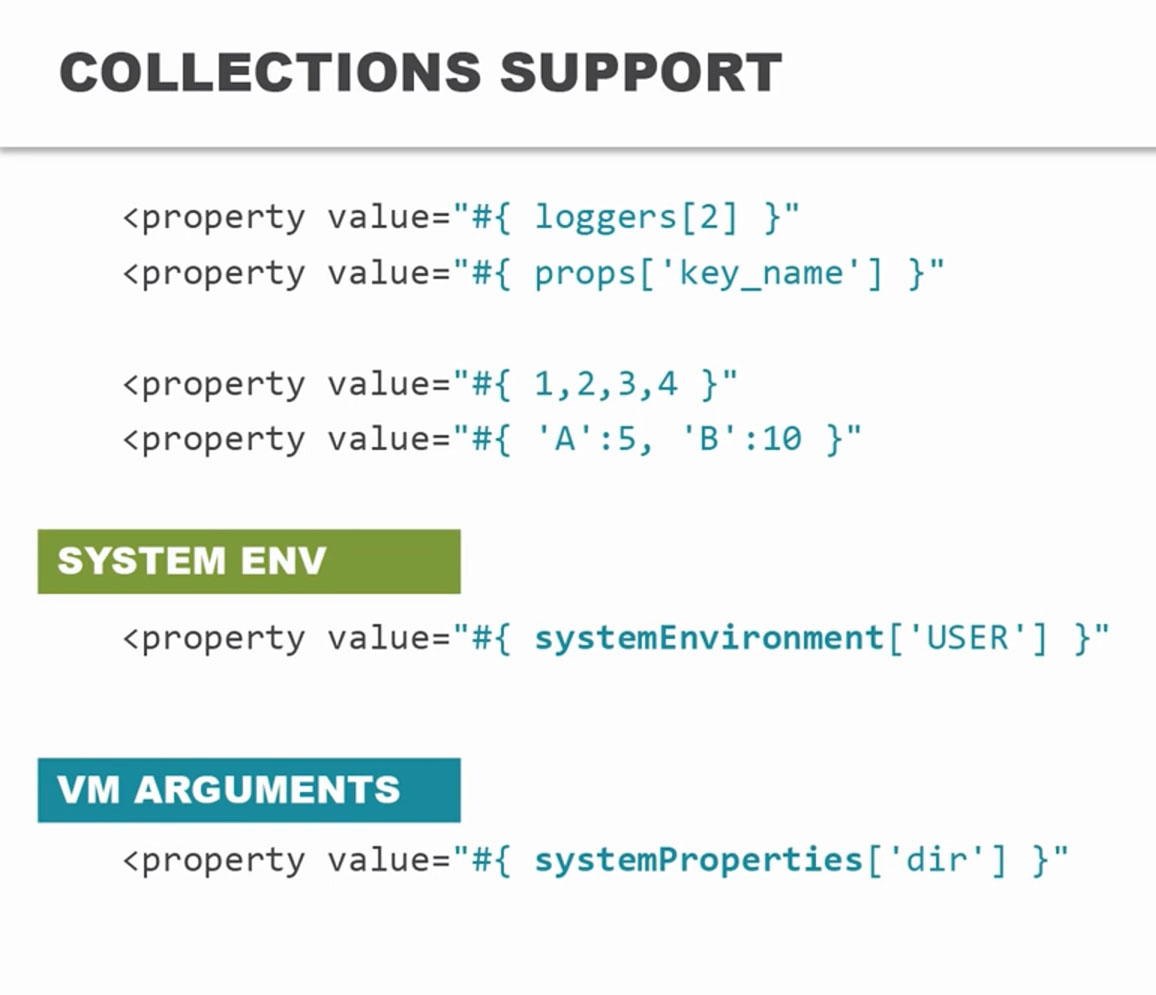 COLLECTIONS SUPPORT
<property value="#{ loggers[2] }"
<property value="#{ props['key_name'] }"
<property value="#{ 1,2,3,4 }"
<property value="#{ 'A':5, 'B':10 }"
SYSTEM ENV
<property value="#{ systemEnvironment['USER'] }"
VM ARGUMENTS
<property value="#{ systemProperties['dir'] }"